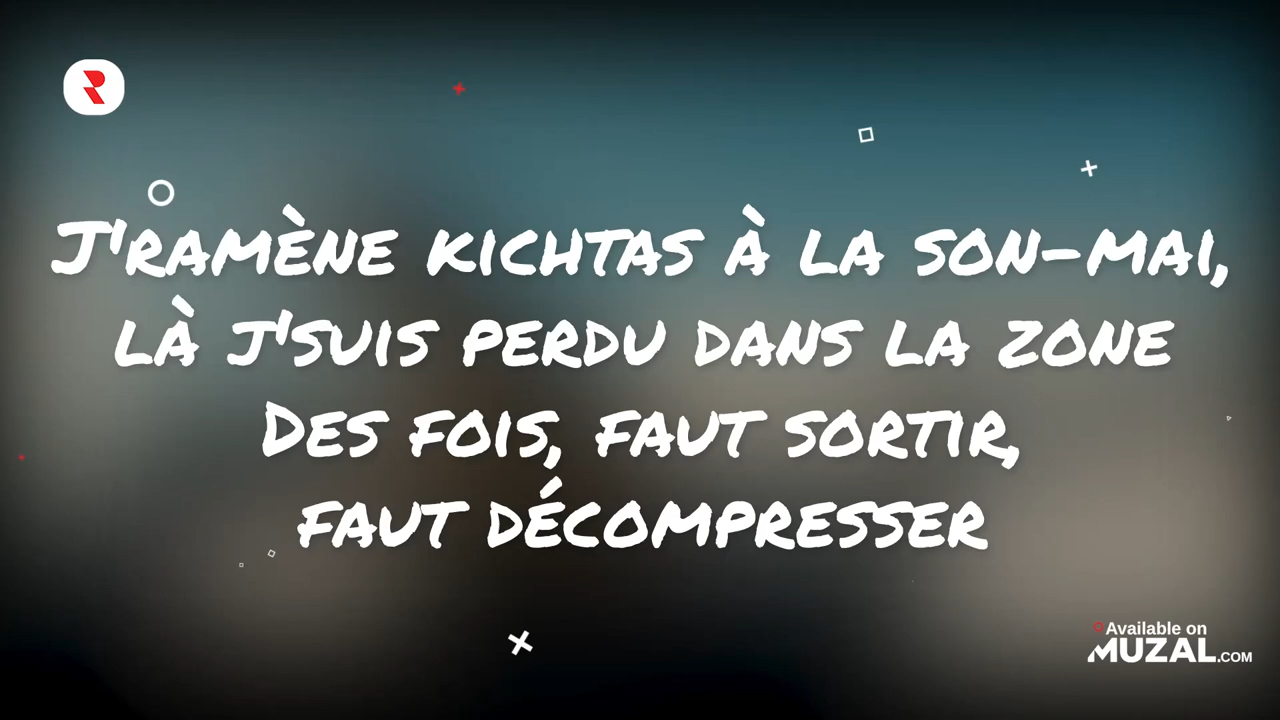 J'ramène kichtas à la son-mai,
là j'suis perdu dans la zone
Des fois, faut sortir,
faut décompresser
Available on
MUZAL.COM